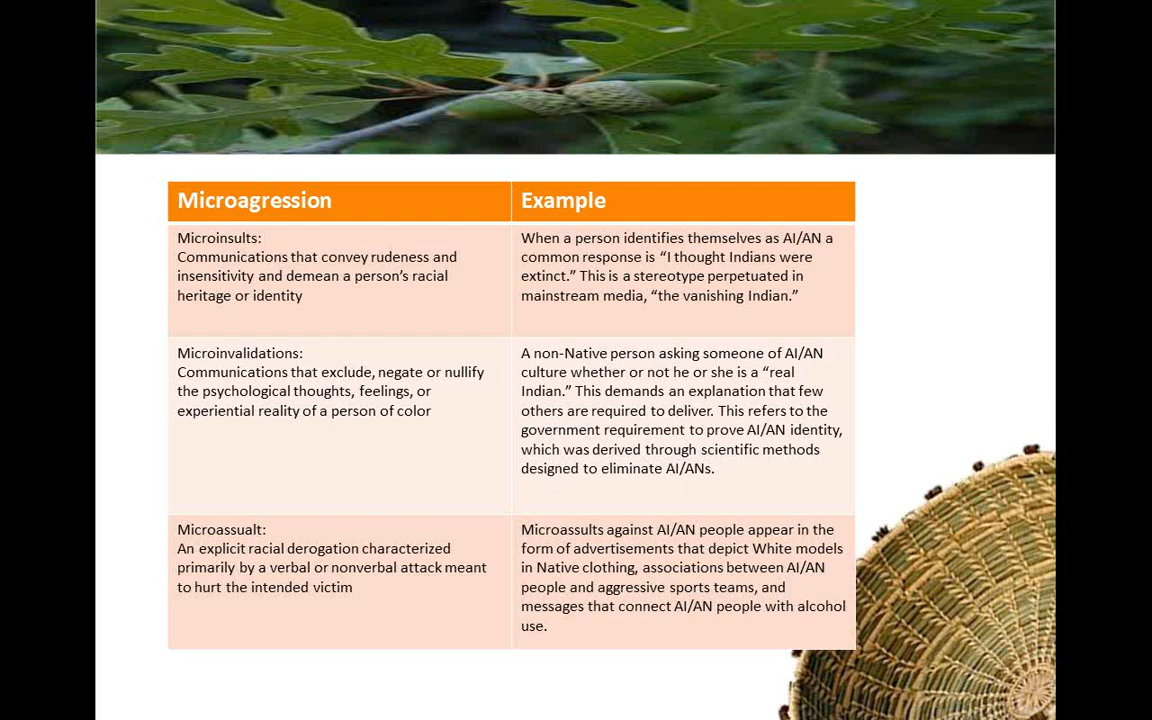 Microagression
Example
Microinsults:
Communications that convey rudeness and
insensitivity and demean a person’s racial
heritage or identity
When a person identifies themselves as AI/AN a
common response is “I thought Indians were
extinct.” This is a stereotype perpetuated in
mainstream media, “the vanishing Indian.”
Microinvalidations:
Communications that exclude, negate or nullify
the psychological thoughts, feelings, or
experiential reality of a person of color
A non-Native person asking someone of AI/AN
culture whether or not he or she is a “real
Indian.” This demands an explanation that few
others are required to deliver. This refers to the
government requirement to prove AI/AN identity,
which was derived through scientific methods
designed to eliminate AI/ANs.
Microassualt:
An explicit racial derogation characterized
primarily by a verbal or nonverbal attack meant
to hurt the intended victim
Microassults against AI/AN people appear in the
form of advertisements that depict White models
in Native clothing, associations between AI/AN
people and aggressive sports teams, and
messages that connect AI/AN people with alcohol
use.